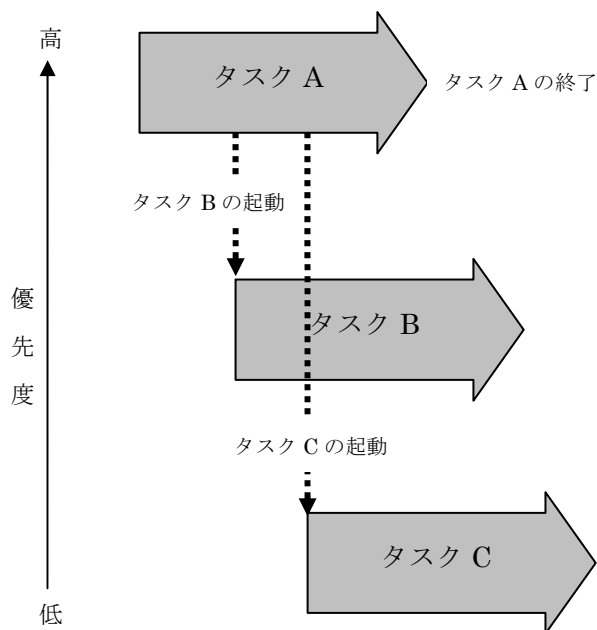 高
タスク A
タスク A の終了
タスク B の起動
優
先
度
タスク B
タスク C の起動
タスク C
低